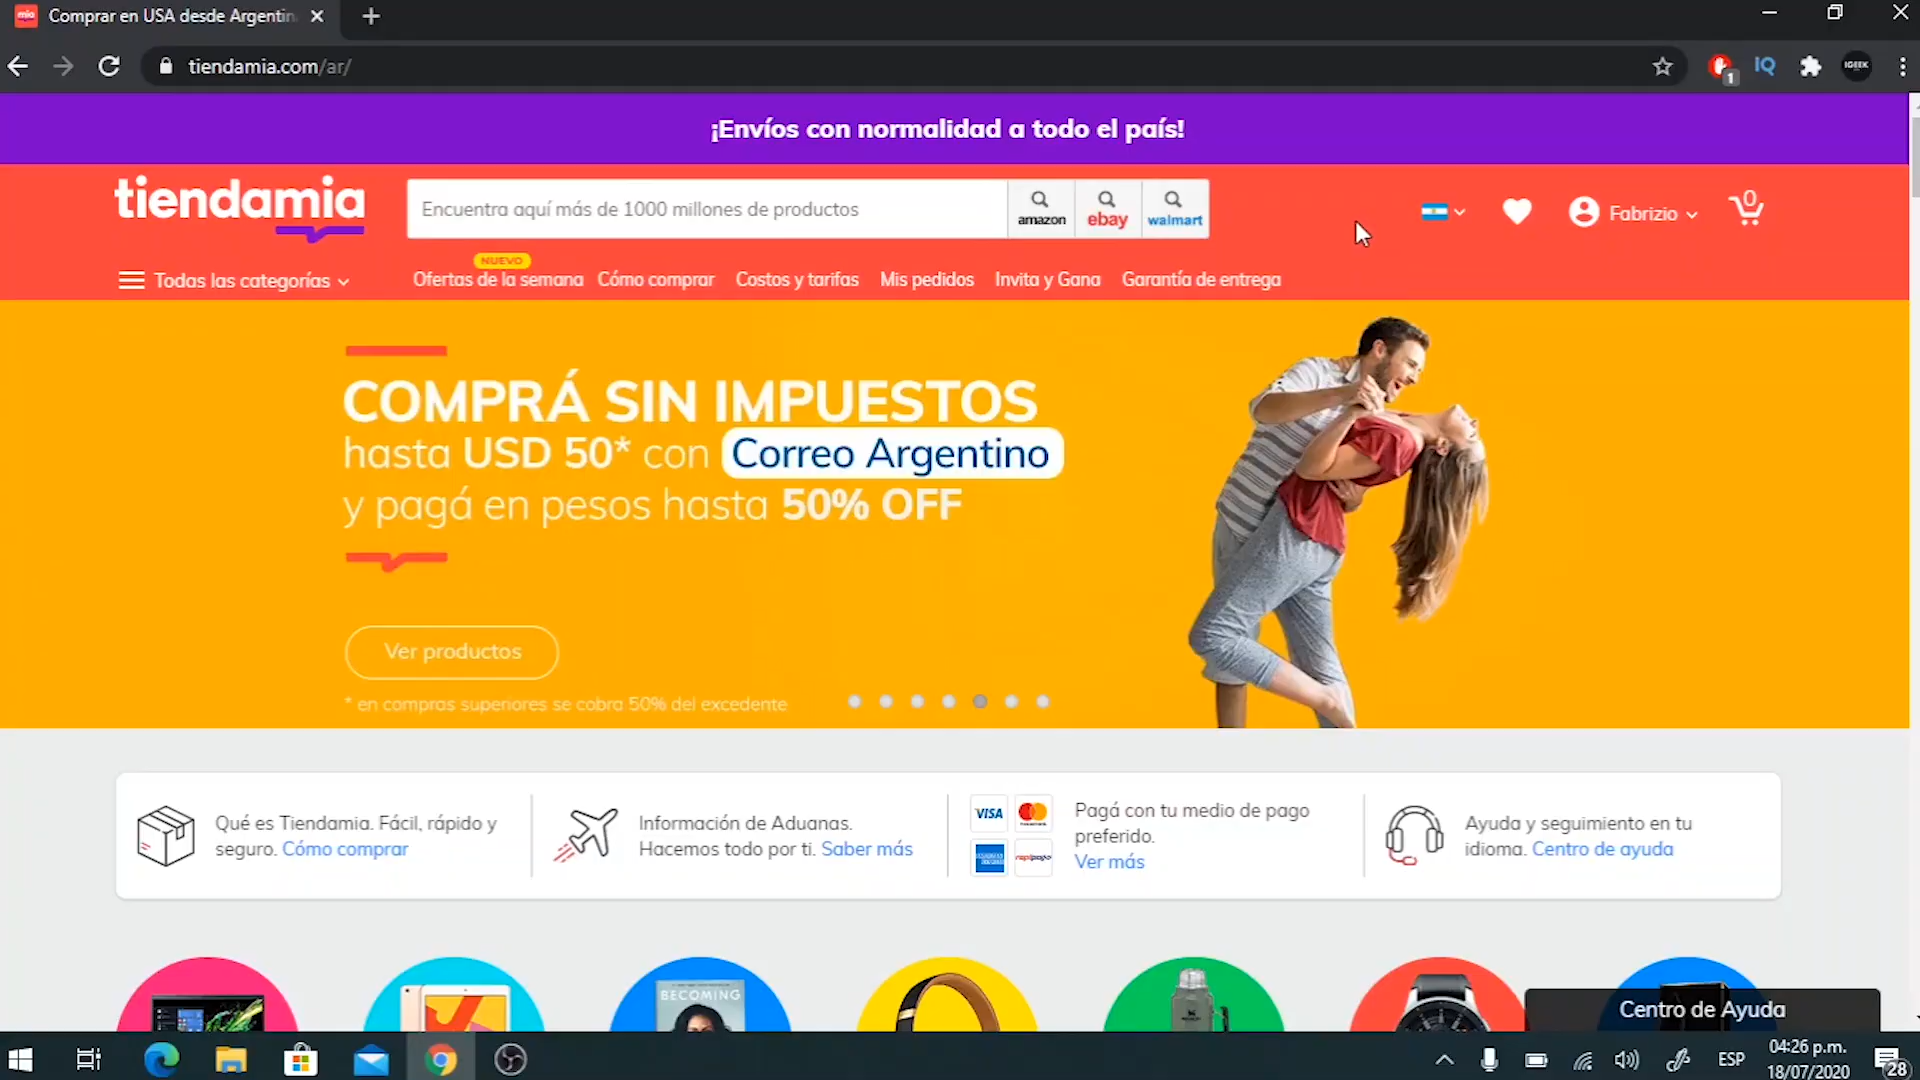 mia
Comprar en USA desde Argentin
tiendamia.com/ar/
1
IQ
IGEEK
¡Envíos con normalidad a todo el país!
tiendamia
Encuentra aquí más de 1000 millones de productos
amazon
ebay
walmart
Fabrizio
0
Todas las categorías
NUEVO
Ofertas de la semana
Cómo comprar
Costos y tarifas
Mis pedidos
Invita y Gana
Garantía de entrega
COMPRÁ SIN IMPUESTOS
hasta USD 50* con Correo Argentino
y pagá en pesos hasta 50% OFF
Ver productos
* en compras superiores se cobra 50% del excedente
Qué es Tiendamia. Fácil, rápido y
seguro. Cómo comprar
Información de Aduanas.
Hacemos todo por ti. Saber más
VISA
Pagá con tu medio de pago
preferido.
Ver más
Ayuda y seguimiento en tu
idioma. Centro de ayuda
BECOMING
Centro de Ayuda
ESP
04:26 p.m.
18/07/2020
28